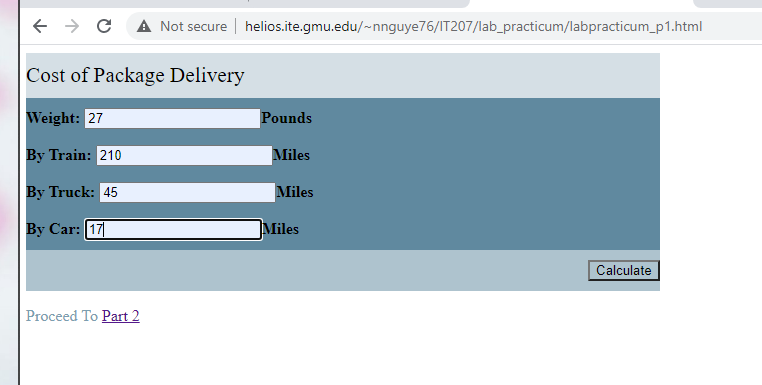 Not secure | helios.ite.gmu.edu/~nnguye76/IT207/lab_practicum/labpracticum_p1.html
Cost of Package Delivery
Weight: 27 Pounds
By Train: 210 Miles
By Truck: 45 Miles
By Car: 17 Miles
Calculate
Proceed To Part 2